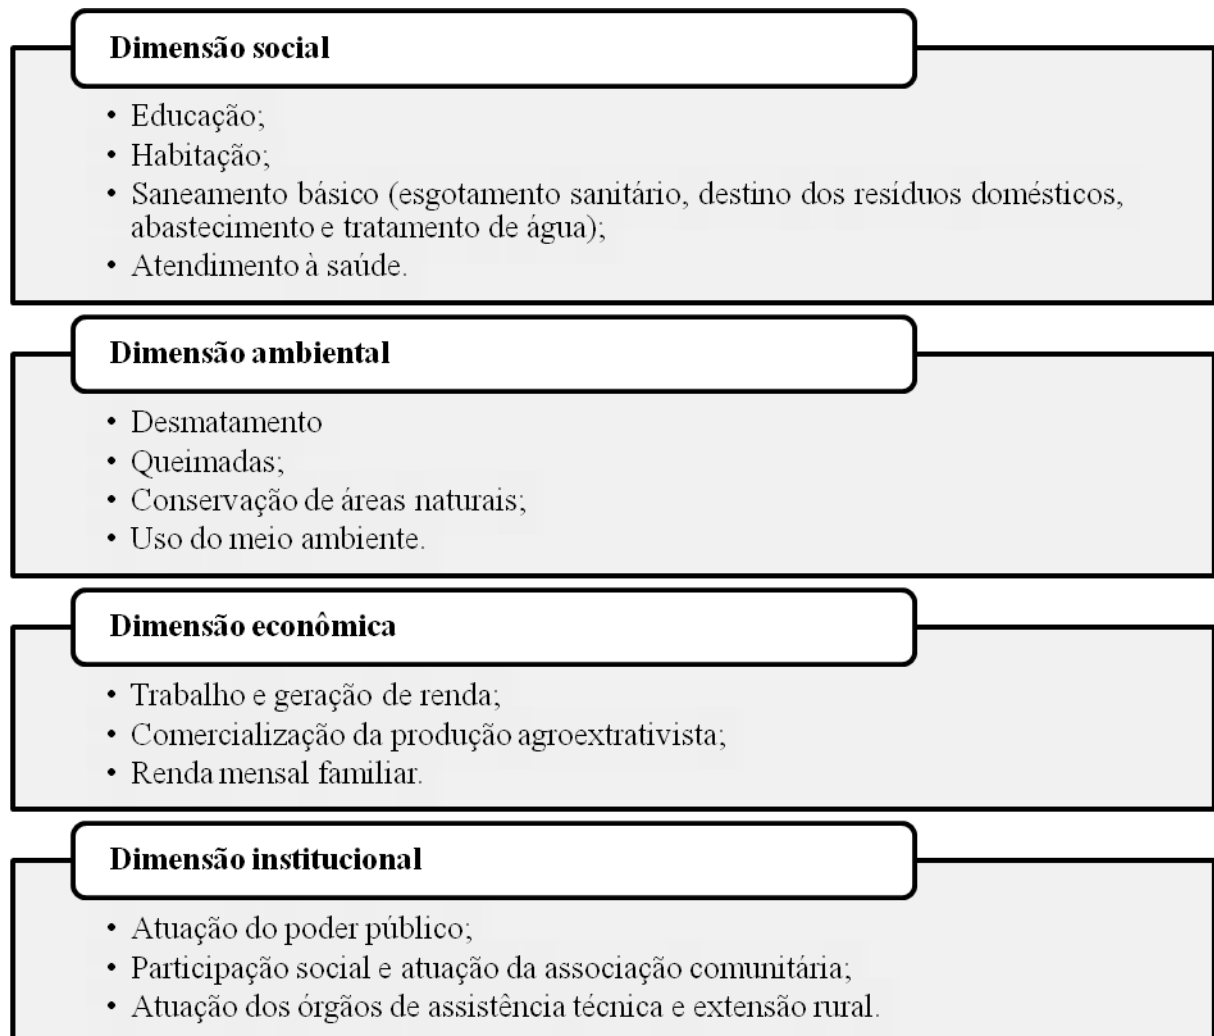 Dimensão social
• Educação;
• Habitação;
• Saneamento básico (esgotamento sanitário, destino dos resíduos domésticos,
abastecimento e tratamento de água);
• Atendimento à saúde.
Dimensão ambiental
• Desmatamento
• Queimadas;
• Conservação de áreas naturais;
• Uso do meio ambiente.
Dimensão econômica
• Trabalho e geração de renda;
• Comercialização da produção agroextrativista;
• Renda mensal familiar.
Dimensão institucional
• Atuação do poder público;
• Participação social e atuação da associação comunitária;
• Atuação dos órgãos de assistência técnica e extensão rural.